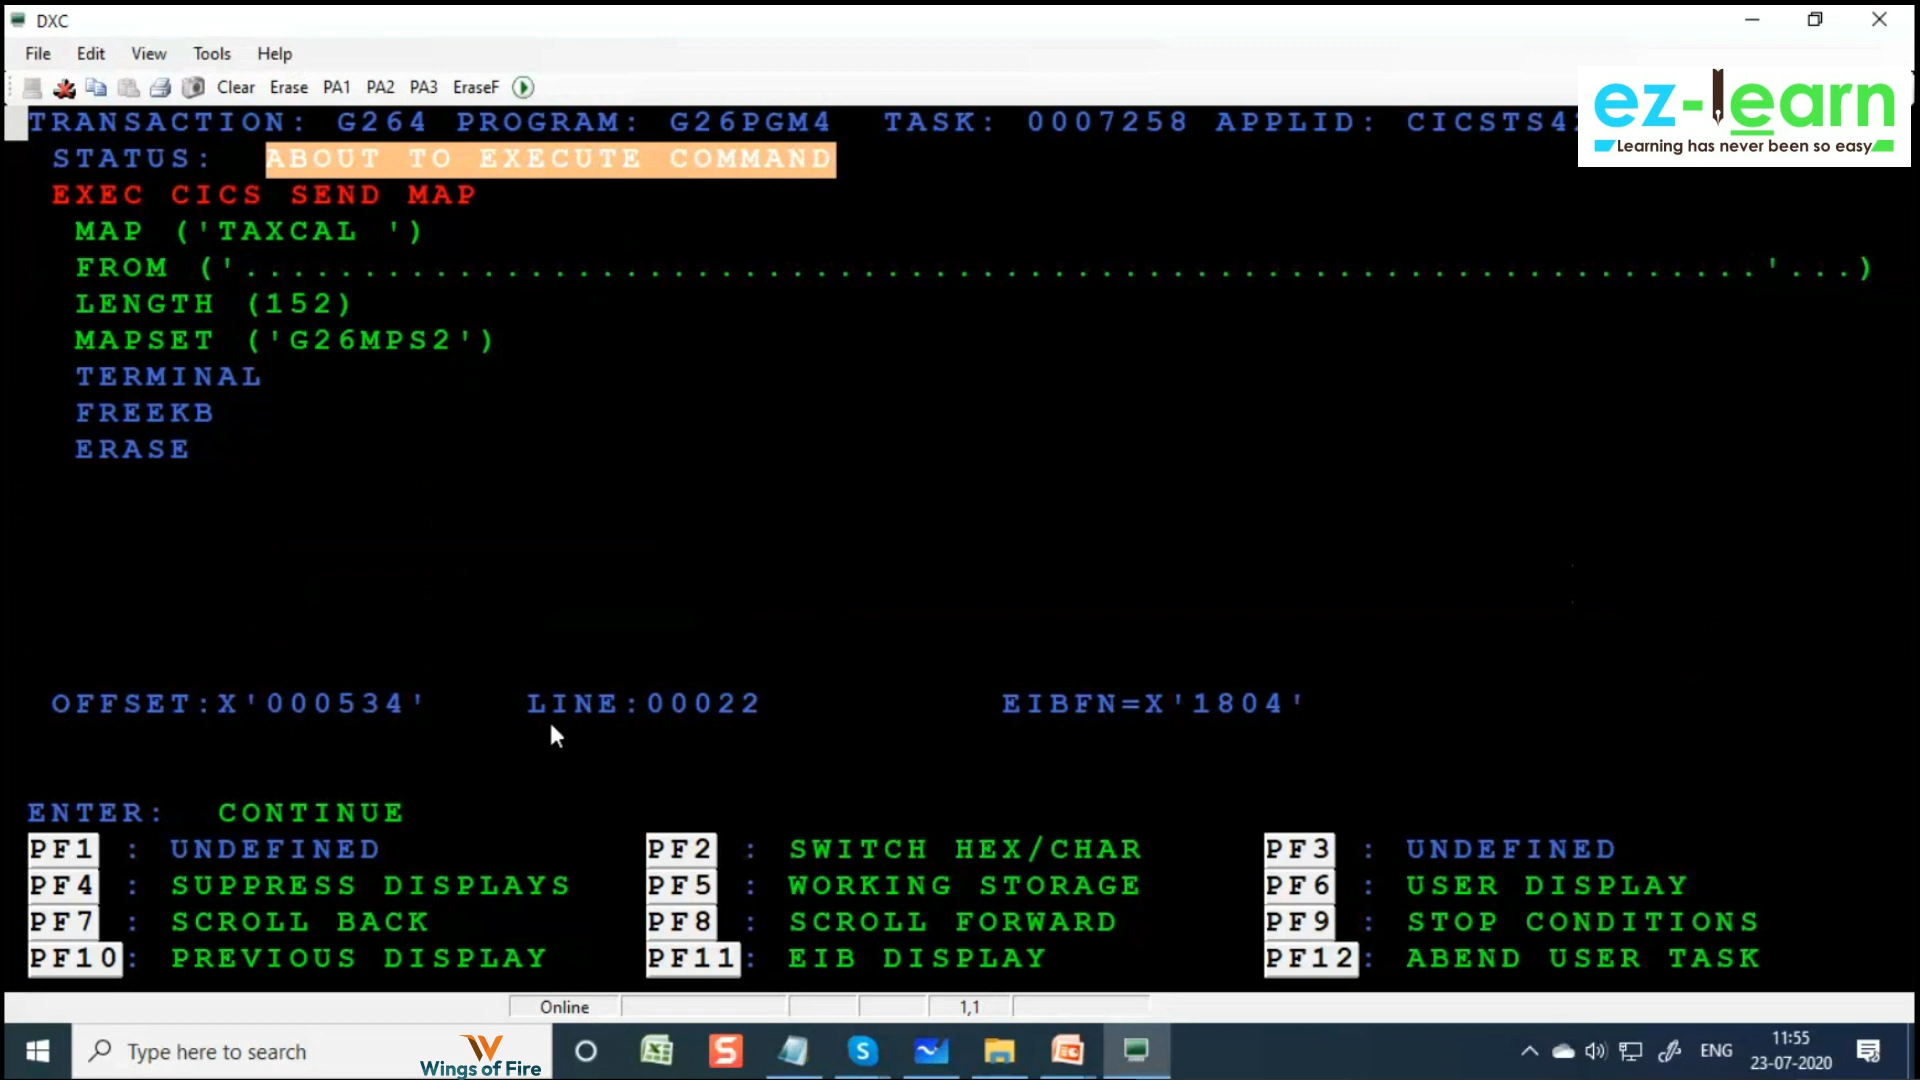 DXC
File Edit View Tools Help
Clear Erase PA1 PA2 PA3 EraseF
ez-learn
Learning has never been so easy
TRANSACTION: G264 PROGRAM: G26PGM4 TASK: 0007258 APPLID: CICSTS4
STATUS: ABOUT TO EXECUTE COMMAND
EXEC CICS SEND MAP
MAP ('TAXCAL ')
FROM ('................................................................'...)
LENGTH (152)
MAPSET ('G26MPS2')
TERMINAL
FREEKB
ERASE
OFFSET:X'000534' LINE:00022 EIBFN=X'1804'
ENTER: CONTINUE
PF1 : UNDEFINED PF2 : SWITCH HEX/CHAR PF3 : UNDEFINED
PF4 : SUPPRESS DISPLAYS PF5 : WORKING STORAGE PF6 : USER DISPLAY
PF7 : SCROLL BACK PF8 : SCROLL FORWARD PF9 : STOP CONDITIONS
PF10: PREVIOUS DISPLAY PF11: EIB DISPLAY PF12: ABEND USER TASK
Online 1,1
Type here to search
Wings of Fire
ENG
11:55
23-07-2020